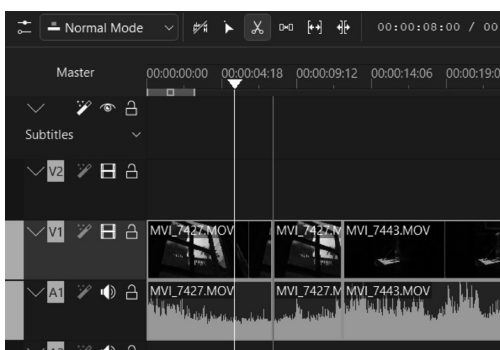 Normal Mode
00:00:08:00 / 00
Master
00:00:00:00 00:00:04:18 00:00:09:12 00:00:14:06 00:00:19:0
Subtitles
V2
V1
MVI_7427.MOV MVI_7427.M MVI_7443.MOV
A1
MVI_7427.MOV MVI_7427.M MVI_7443.MOV